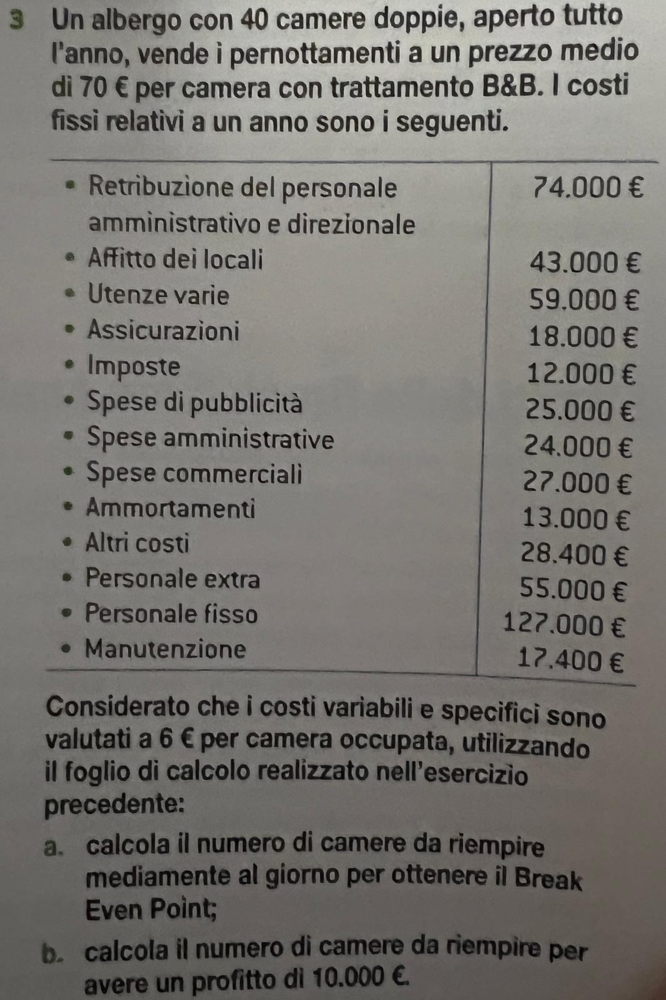 3 Un albergo con 40 camere doppie, aperto tutto
l'anno, vende i pernottamenti a un prezzo medio
di 70 € per camera con trattamento B&B. I costi
fissi relativi a un anno sono i seguenti.
• Retribuzione del personale 74.000 €
amministrativo e direzionale
• Affitto dei locali 43.000 €
• Utenze varie 59.000 €
• Assicurazioni 18.000 €
• Imposte 12.000 €
• Spese di pubblicità 25.000 €
• Spese amministrative 24.000 €
• Spese commerciali 27.000 €
• Ammortamenti 13.000 €
• Altri costi 28.400 €
• Personale extra 55.000 €
• Personale fisso 127.000 €
• Manutenzione 17.400 €
Considerato che i costi variabili e specifici sono
valutati a 6 € per camera occupata, utilizzando
il foglio di calcolo realizzato nell'esercizio
precedente:
a. calcola il numero di camere da riempire
mediamente al giorno per ottenere il Break
Even Point;
b. calcola il numero di camere da riempire per
avere un profitto di 10.000 €.